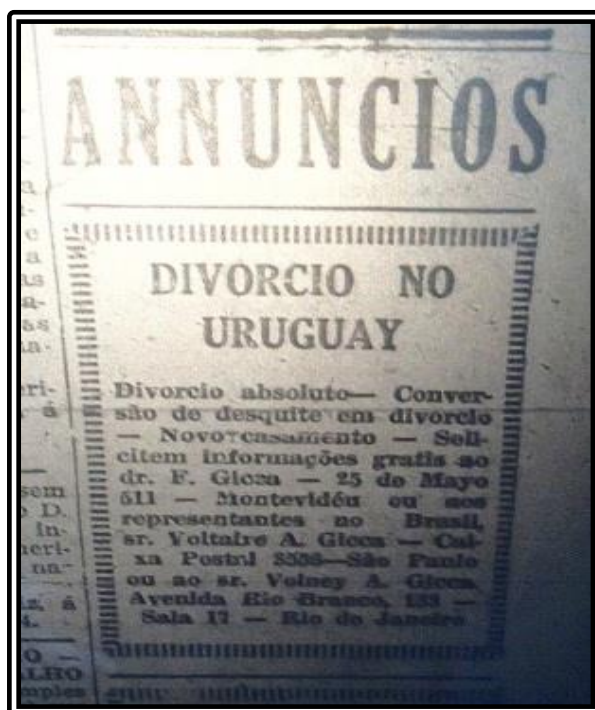 ANNUNCIOS
DIVORCIO NO
URUGUAY
Divorcio absoluto— Conver-
são de desquite em divorcio
— Novo casamento — Soli-
citem informações gratis ao
dr. F. Gioca — 25 de Mayo
511 — Montevidéu ou aos
representantes no Brasil,
sr. Voltaire A. Gioca — Cai-
xa Postal —São Paulo
ou ao sr. Volney A. Gioca
Avenida Rio Branco, —
Sala 17 — Rio de Janeiro